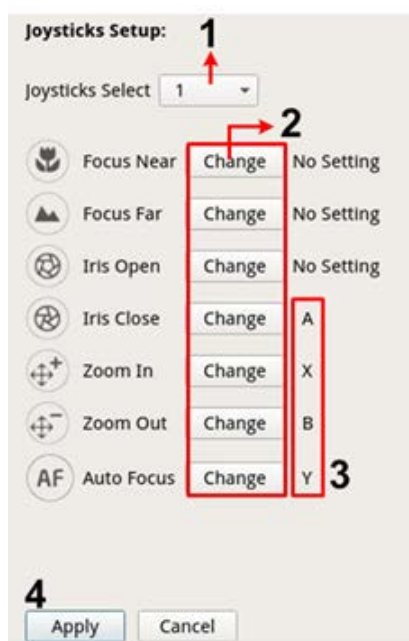 Joysticks Setup:
1
Joysticks Select 1
2
Focus Near Change No Setting
Focus Far Change No Setting
Iris Open Change No Setting
Iris Close Change A
Zoom In Change X
Zoom Out Change B
AF Auto Focus Change Y
3
4
Apply Cancel